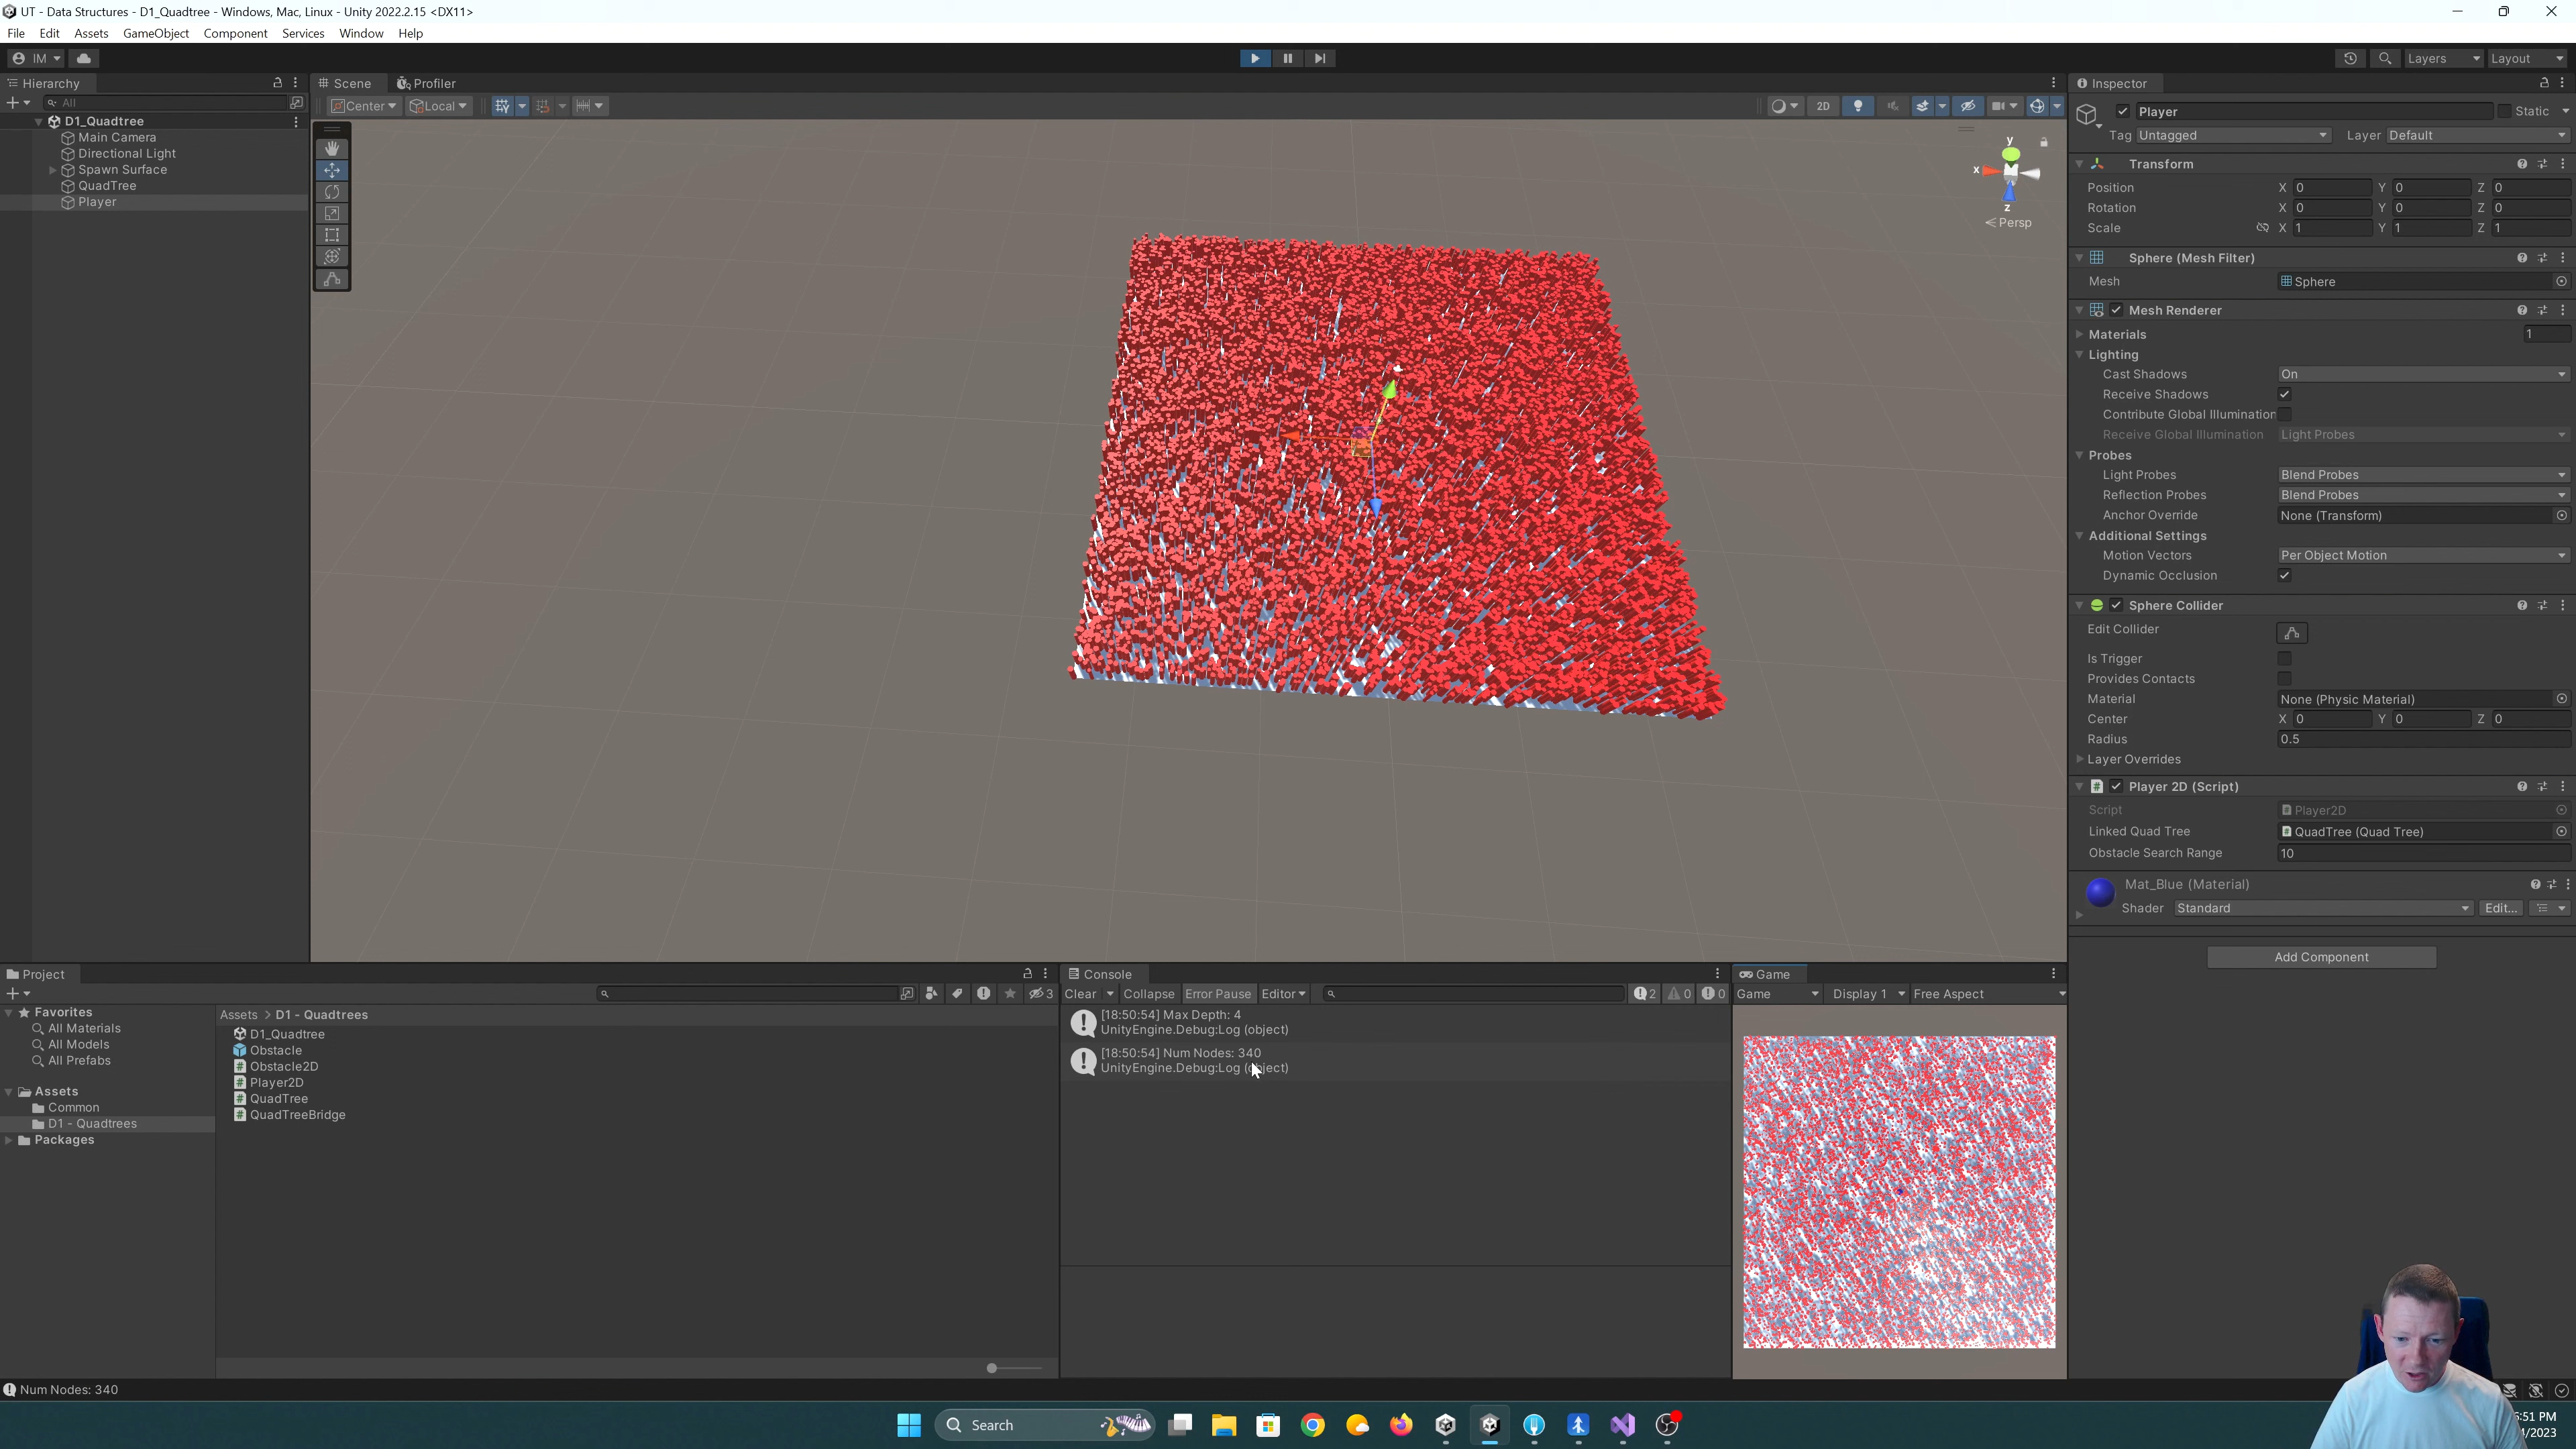 UT - Data Structures - D1_Quadtree - Windows, Mac, Linux - Unity 2022.2.15 <DX11>
File Edit Assets GameObject Component Services Window Help
IM
Layers Layout
Hierarchy
All
D1_Quadtree
Main Camera
Directional Light
Spawn Surface
QuadTree
Player
Scene Profiler
Center Local
2D
y
x
z
Persp
Inspector
Player
Static
Tag Untagged Layer Default
Transform
Position X 0 Y 0 Z 0
Rotation X 0 Y 0 Z 0
Scale X 1 Y 1 Z 1
Sphere (Mesh Filter)
Mesh Sphere
Mesh Renderer
Materials 1
Lighting
Cast Shadows On
Receive Shadows
Contribute Global Illumination
Receive Global Illumination Light Probes
Probes
Light Probes Blend Probes
Reflection Probes Blend Probes
Anchor Override None (Transform)
Additional Settings
Motion Vectors Per Object Motion
Dynamic Occlusion
Sphere Collider
Edit Collider
Is Trigger
Provides Contacts
Material None (Physic Material)
Center X 0 Y 0 Z 0
Radius 0.5
Layer Overrides
Player 2D (Script)
Script Player2D
Linked Quad Tree QuadTree (Quad Tree)
Obstacle Search Range 10
Mat_Blue (Material)
Shader Standard Edit...
Add Component
Project
3
Favorites
All Materials
All Models
All Prefabs
Assets
Common
D1 - Quadtrees
Packages
Assets > D1 - Quadtrees
D1_Quadtree
Obstacle
Obstacle2D
Player2D
QuadTree
QuadTreeBridge
Console
Clear Collapse Error Pause Editor
2 0 0
[18:50:54] Max Depth: 4
UnityEngine.Debug:Log (object)
[18:50:54] Num Nodes: 340
UnityEngine.Debug:Log (object)
Game
Game Display 1 Free Aspect
Num Nodes: 340
Search
:51 PM
/2023